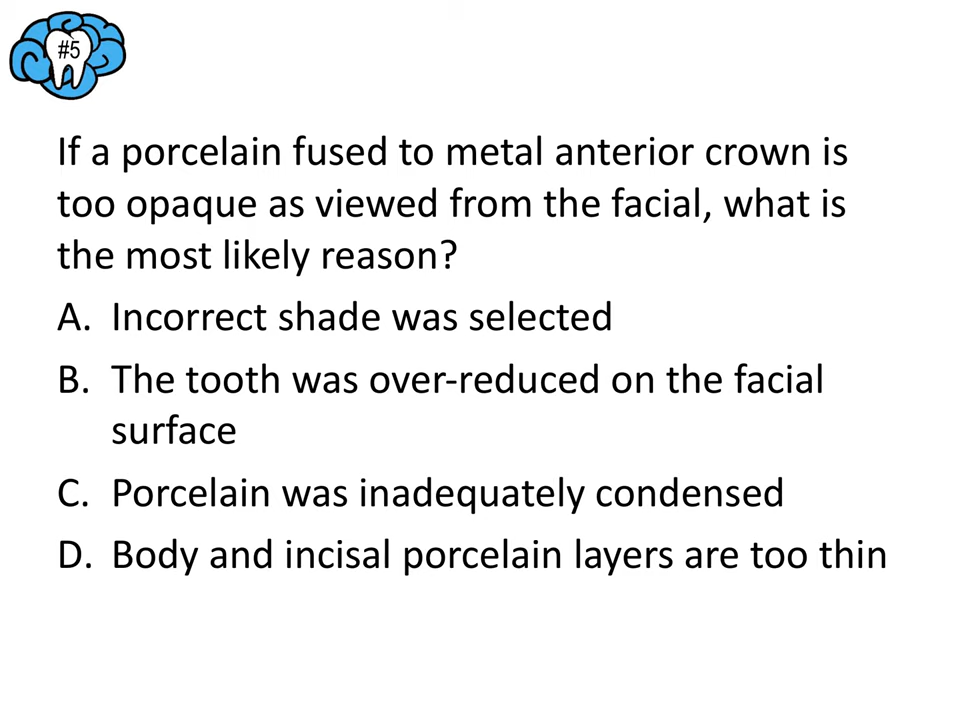 #5
If a porcelain fused to metal anterior crown is
too opaque as viewed from the facial, what is
the most likely reason?
A. Incorrect shade was selected
B. The tooth was over-reduced on the facial
surface
C. Porcelain was inadequately condensed
D. Body and incisal porcelain layers are too thin